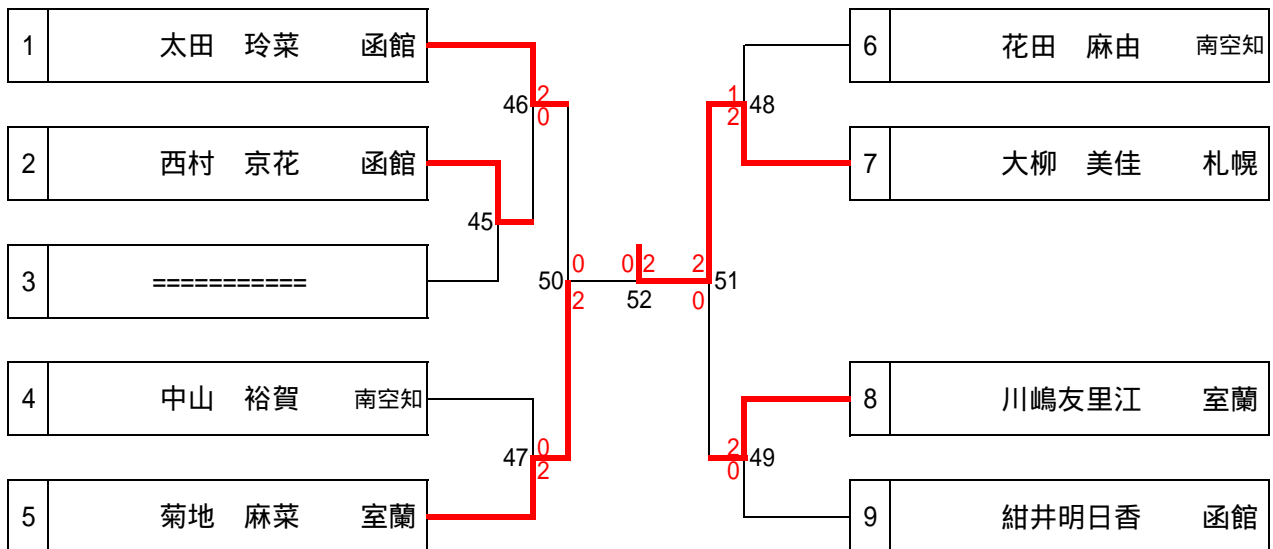 1 太田 玲菜 函館
2 西村 京花 函館
3 ===========
4 中山 裕賀 南空知
5 菊地 麻菜 室蘭
46 2 0
45
50 0 2
47 0 2
0 2
52
2 51 0
1 48 2
2 49 0
6 花田 麻由 南空知
7 大柳 美佳 札幌
8 川嶋友里江 室蘭
9 紺井明日香 函館